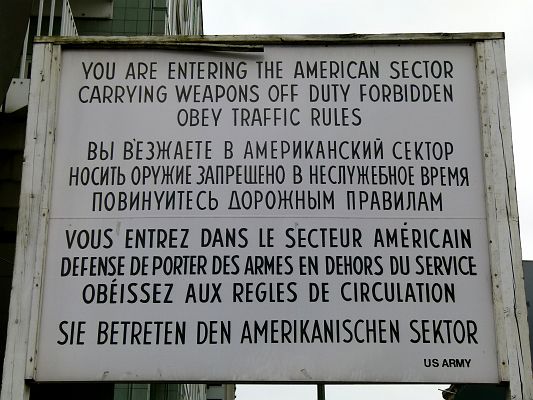 YOU ARE ENTERING THE AMERICAN SECTOR
CARRYING WEAPONS OFF DUTY FORBIDDEN
OBEY TRAFFIC RULES
ВЫ ВЪЕЗЖАЕТЕ В АМЕРИКАНСКИЙ СЕКТОР
НОСИТЬ ОРУЖИЕ ЗАПРЕЩЕНО В НЕСЛУЖЕБНОЕ ВРЕМЯ
ПОВИНУИТЕСЬ ДОРОЖНЫМ ПРАВИЛАМ
VOUS ENTREZ DANS LE SECTEUR AMÉRICAIN
DEFENSE DE PORTER DES ARMES EN DEHORS DU SERVICE
OBÉISSEZ AUX REGLES DE CIRCULATION
SIE BETRETEN DEN AMERIKANISCHEN SEKTOR
US ARMY